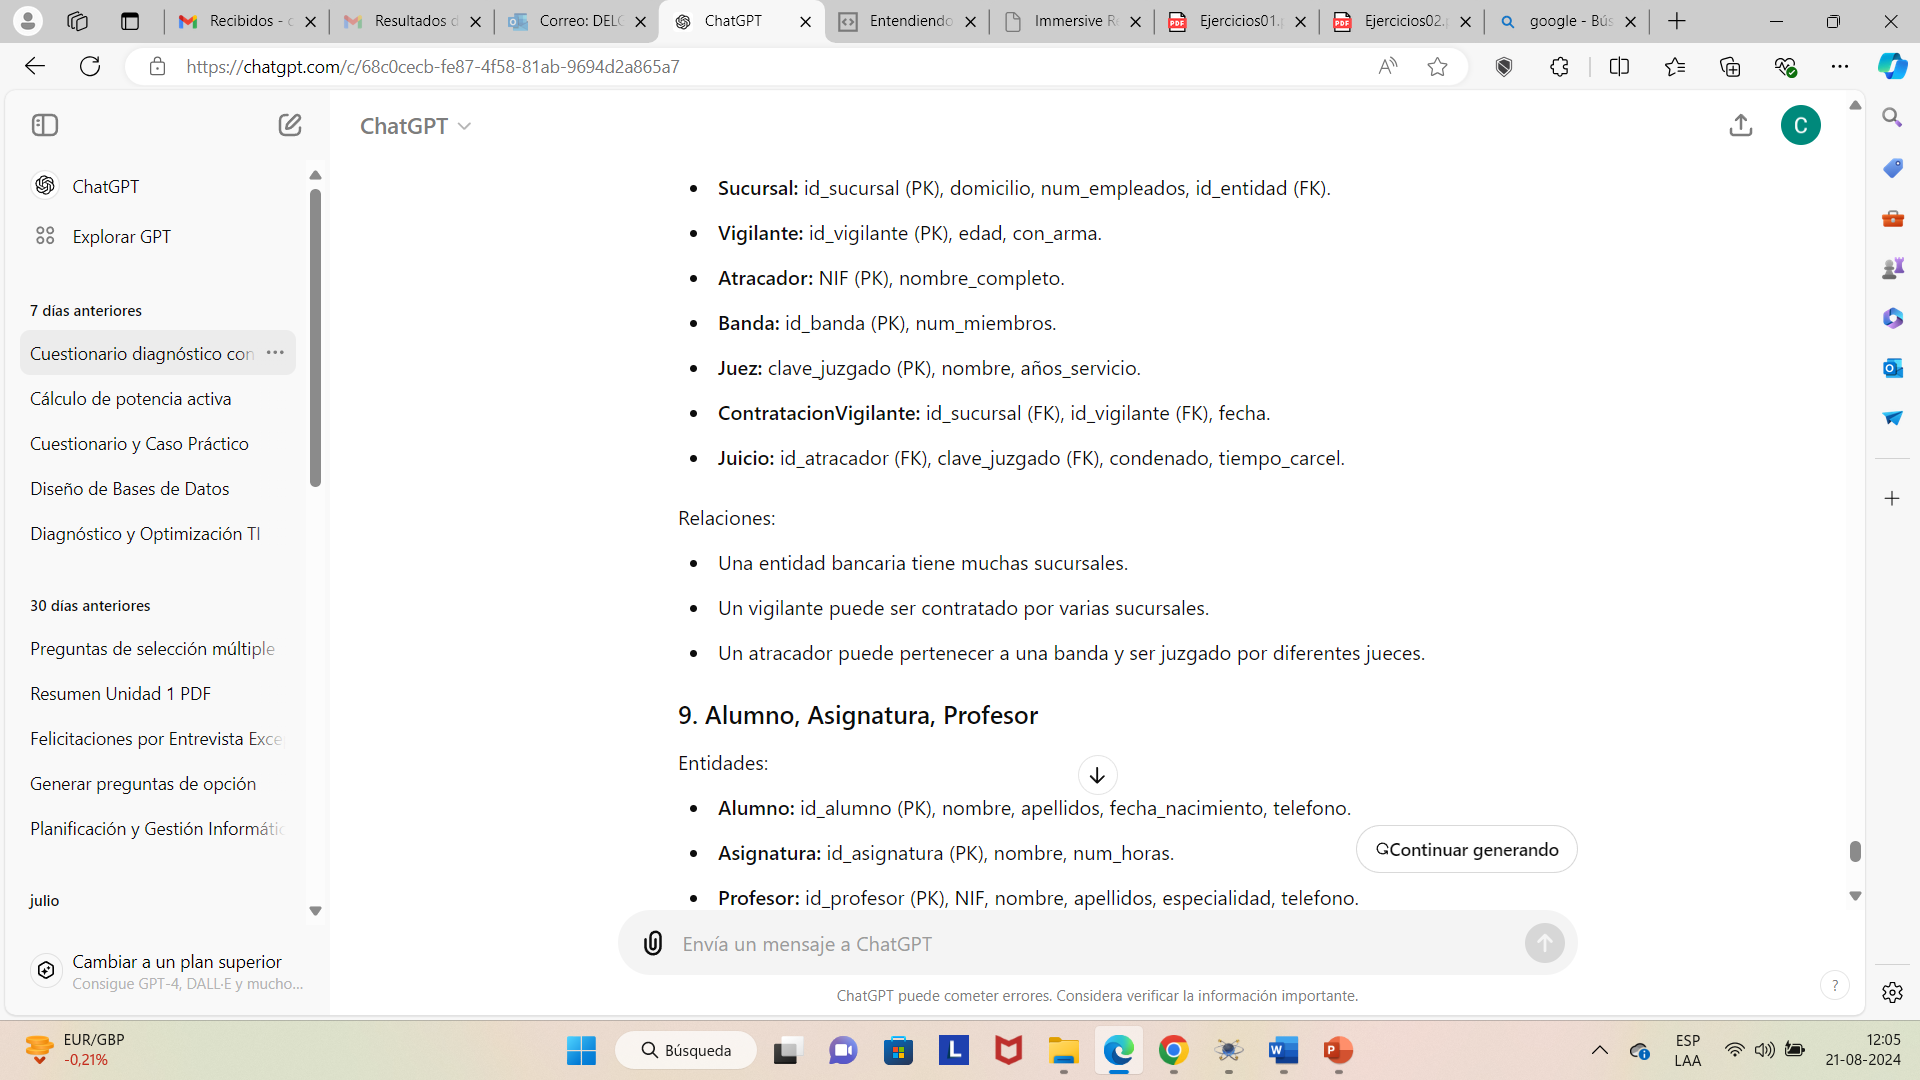 Recibidos - c
Resultados d
Correo: DELC
ChatGPT
Entendiendo
Immersive Re
Ejercicios01.
Ejercicios02.
google - Bús
https://chatgpt.com/c/68c0cecb-fe87-4f58-81ab-9694d2a865a7
ChatGPT
Explorar GPT
7 días anteriores
Cuestionario diagnóstico con
Cálculo de potencia activa
Cuestionario y Caso Práctico
Diseño de Bases de Datos
Diagnóstico y Optimización TI
30 días anteriores
Preguntas de selección múltiple
Resumen Unidad 1 PDF
Felicitaciones por Entrevista Exce
Generar preguntas de opción
Planificación y Gestión Informátic
julio
Cambiar a un plan superior
Consigue GPT-4, DALL·E y mucho...
ChatGPT
C
• Sucursal: id_sucursal (PK), domicilio, num_empleados, id_entidad (FK).
• Vigilante: id_vigilante (PK), edad, con_arma.
• Atracador: NIF (PK), nombre_completo.
• Banda: id_banda (PK), num_miembros.
• Juez: clave_juzgado (PK), nombre, años_servicio.
• ContratacionVigilante: id_sucursal (FK), id_vigilante (FK), fecha.
• Juicio: id_atracador (FK), clave_juzgado (FK), condenado, tiempo_carcel.
Relaciones:
• Una entidad bancaria tiene muchas sucursales.
• Un vigilante puede ser contratado por varias sucursales.
• Un atracador puede pertenecer a una banda y ser juzgado por diferentes jueces.
9. Alumno, Asignatura, Profesor
Entidades:
• Alumno: id_alumno (PK), nombre, apellidos, fecha_nacimiento, telefono.
• Asignatura: id_asignatura (PK), nombre, num_horas.
• Profesor: id_profesor (PK), NIF, nombre, apellidos, especialidad, telefono.
Continuar generando
Envía un mensaje a ChatGPT
ChatGPT puede cometer errores. Considera verificar la información importante.
?
EUR/GBP
-0,21%
Búsqueda
ESP
LAA
12:05
21-08-2024